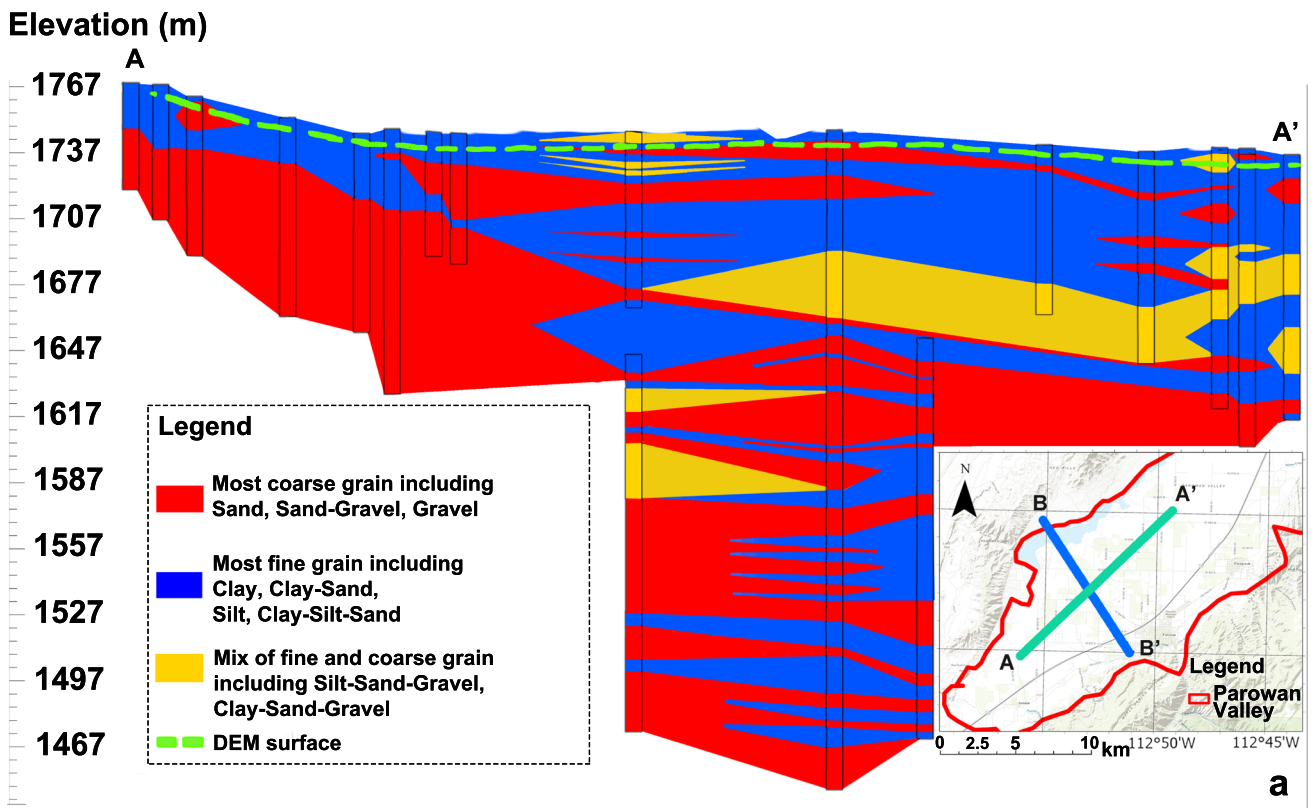 Elevation (m)
A
1767
1737
A’
1707
1677
1647
1617
1587
1557
1527
1497
1467
Legend
Most coarse grain including
Sand, Sand-Gravel, Gravel
Most fine grain including
Clay, Clay-Sand,
Silt, Clay-Silt-Sand
Mix of fine and coarse grain
including Silt-Sand-Gravel,
Clay-Sand-Gravel
DEM surface
N
B
A’
A
B’
Legend
Parowan
Valley
0 2.5 5 10 km
112°50'W 112°45'W
a